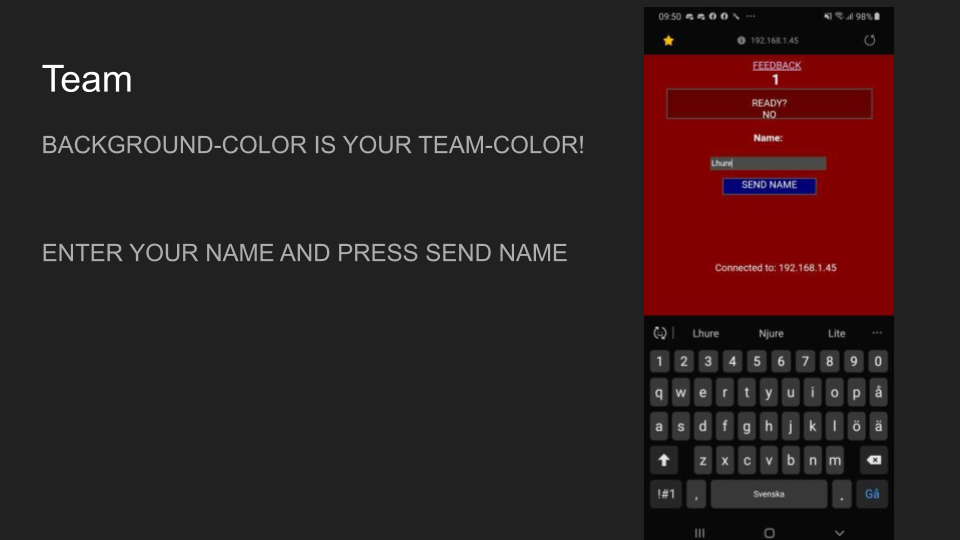 Team
BACKGROUND-COLOR IS YOUR TEAM-COLOR!
ENTER YOUR NAME AND PRESS SEND NAME
09:50 98%
192.168.1.45
FEEDBACK
1
READY?
NO
Name:
Lhure
SEND NAME
Connected to: 192.168.1.45
Lhure Njure Lite ...
1 2 3 4 5 6 7 8 9 0
q w e r t y u i o p å
a s d f g h j k l ö ä
z x c v b n m
!#1 , Svenska . Gå